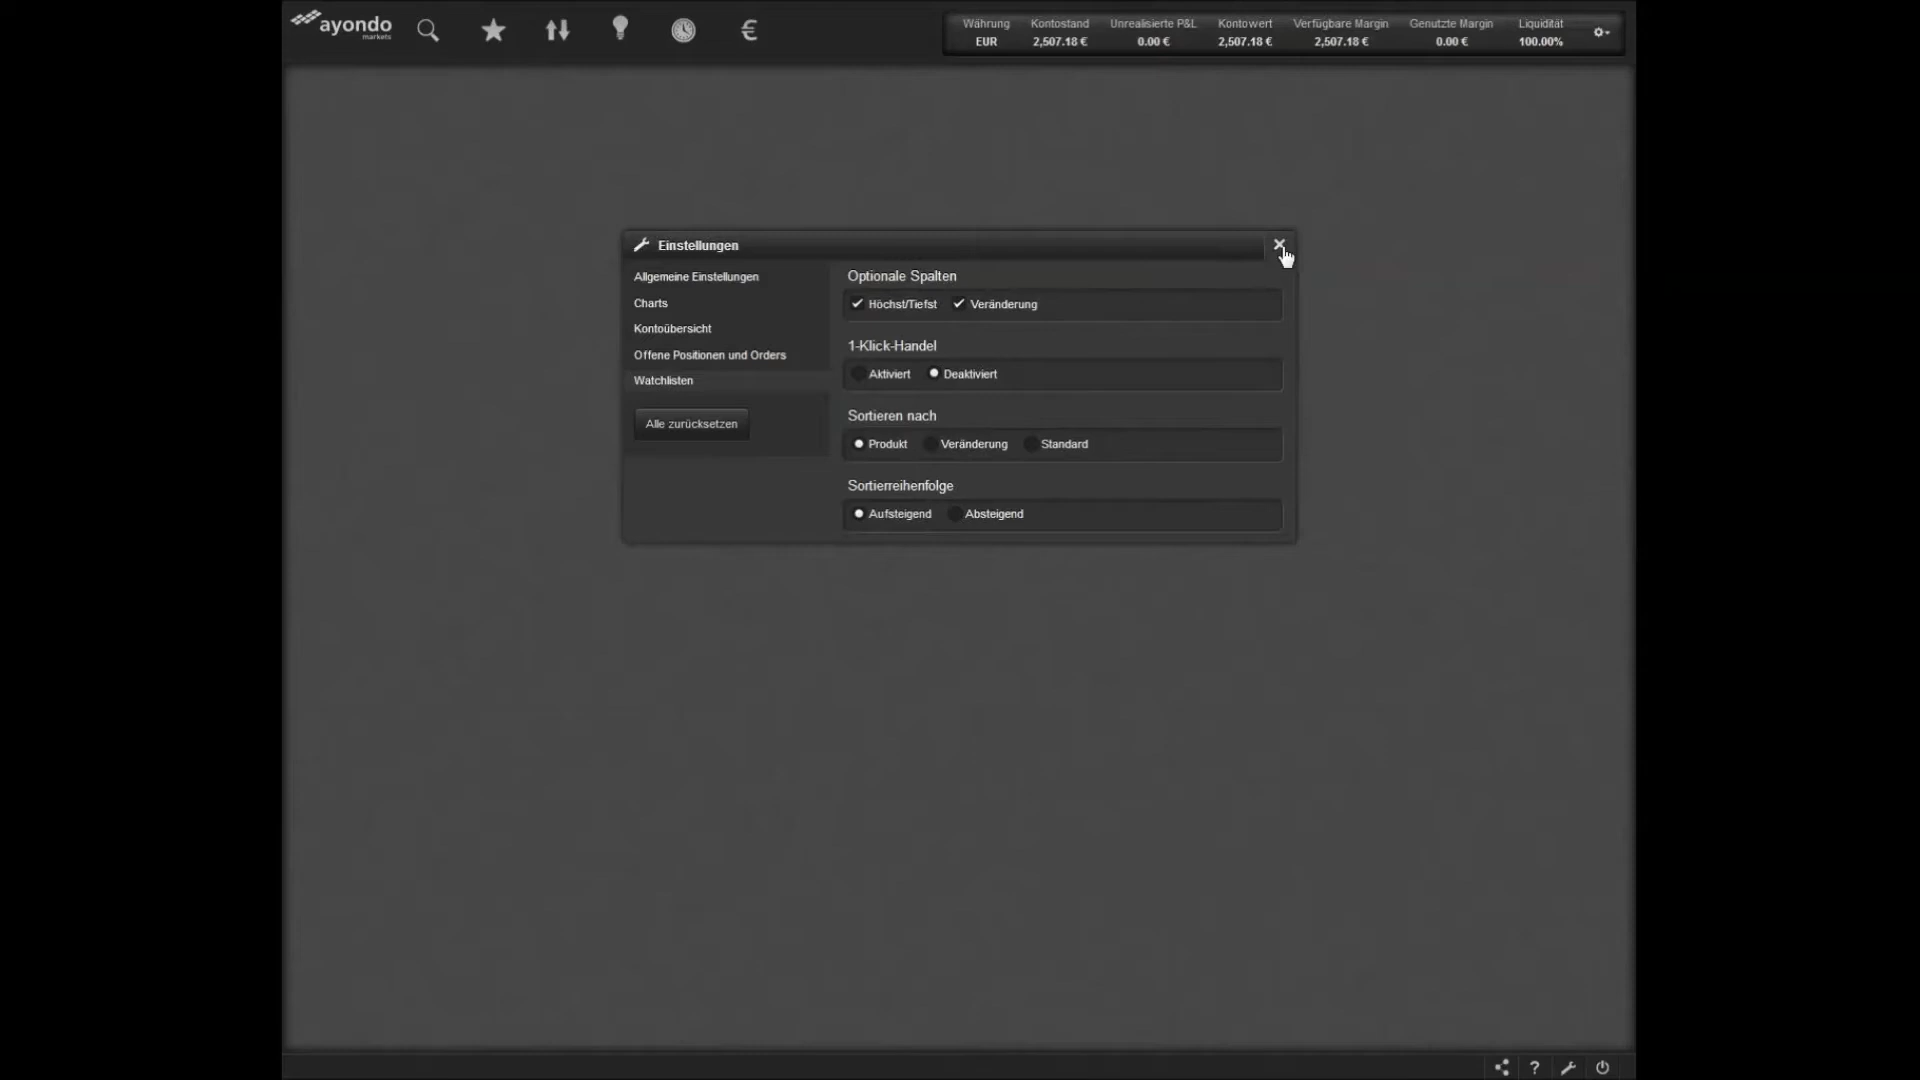 ayondo
markets
€
Währung Kontostand Unrealisierte P&L Kontowert Verfügbare Margin Genutzte Margin Liquidität
EUR 2,507.18 € 0.00 € 2,507.18 € 2,507.18 € 0.00 € 100.00%
Einstellungen
Allgemeine Einstellungen
Charts
Kontoübersicht
Offene Positionen und Orders
Watchlisten
Alle zurücksetzen
Optionale Spalten
Höchst/Tiefst Veränderung
1-Klick-Handel
Aktiviert Deaktiviert
Sortieren nach
Produkt Veränderung Standard
Sortierreihenfolge
Aufsteigend Absteigend
?